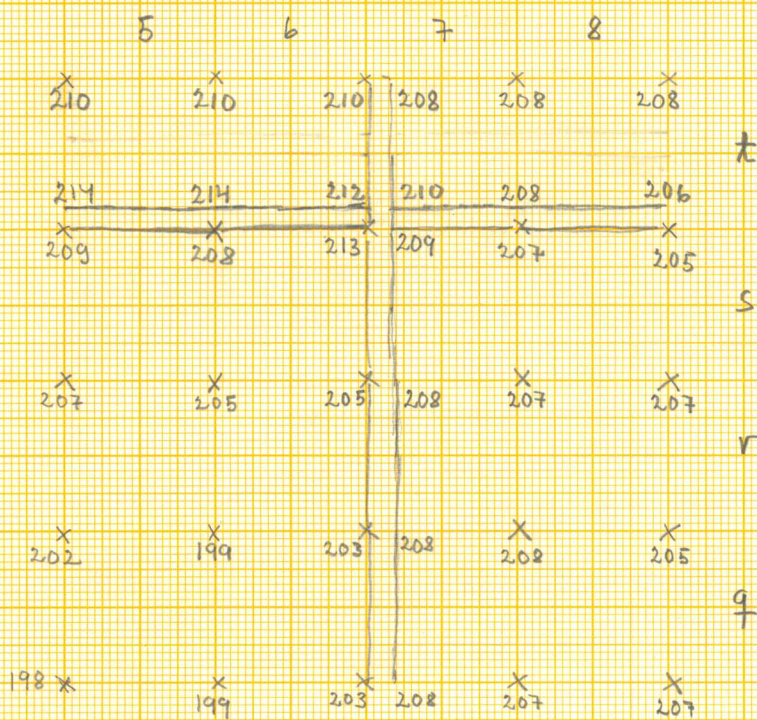 5 6 7 8
210 210 210 208 208 208
t
214 214 212 210 208 206
209 208 213 209 207 205
s
207 205 205 208 207 207
r
202 199 203 208 208 205
q
198 199 203 208 207 207